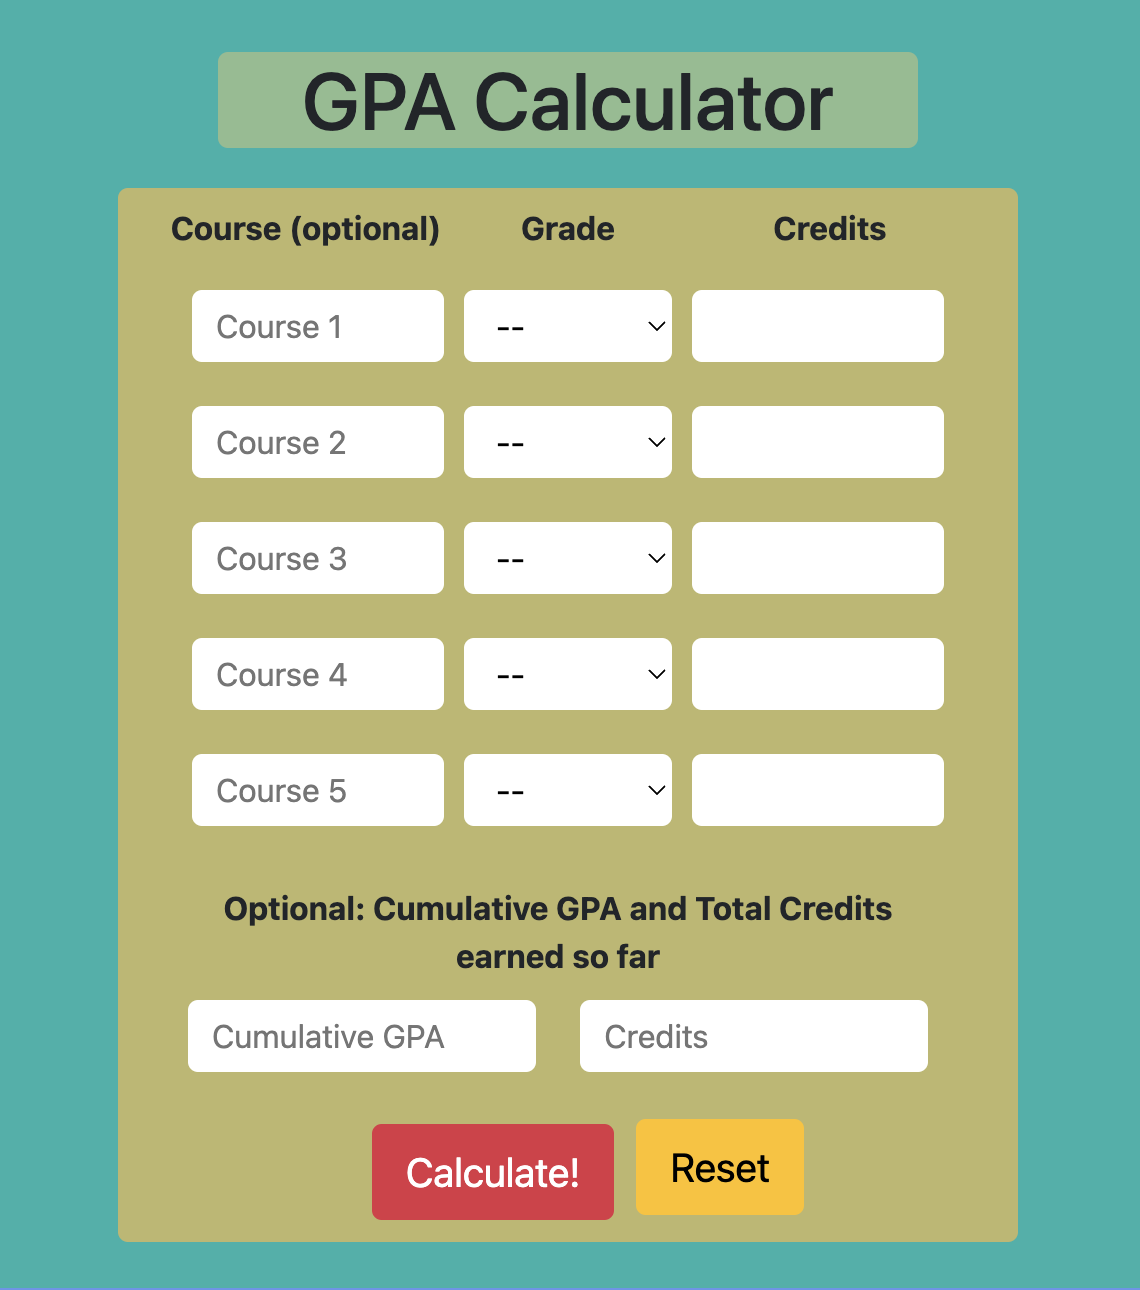 GPA Calculator
Course (optional) Grade Credits
Course 1 --
Course 2 --
Course 3 --
Course 4 --
Course 5 --
Optional: Cumulative GPA and Total Credits
earned so far
Cumulative GPA Credits
Calculate! Reset